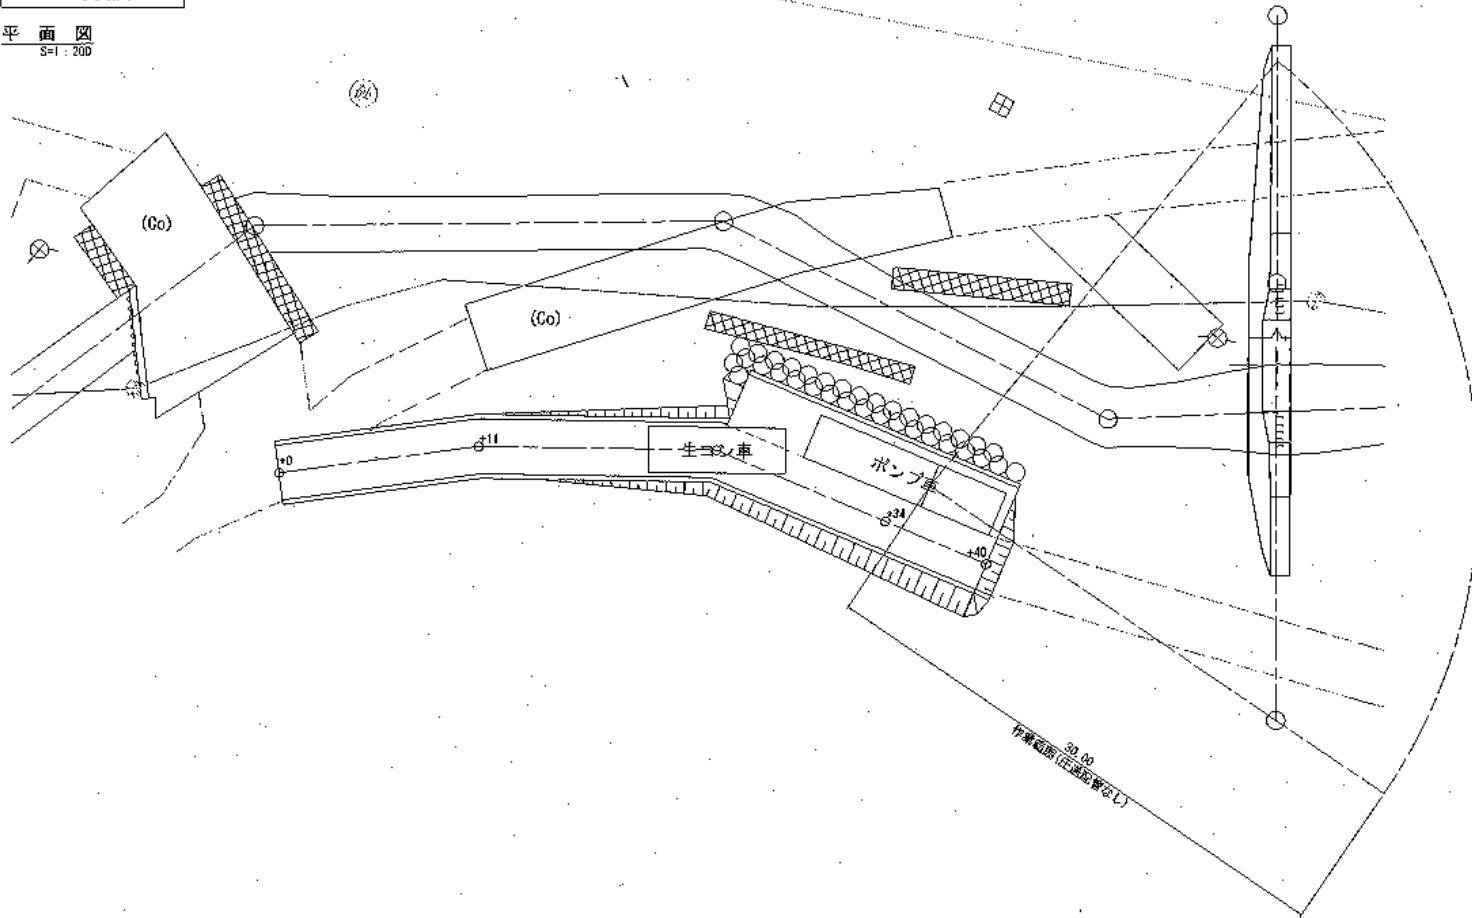 平 面 図
S=1 : 200
(Co)
(Co)
+0
+11
生コン車
ポンプ車
+34
+40
30.00
作業範囲(圧送配管なし)